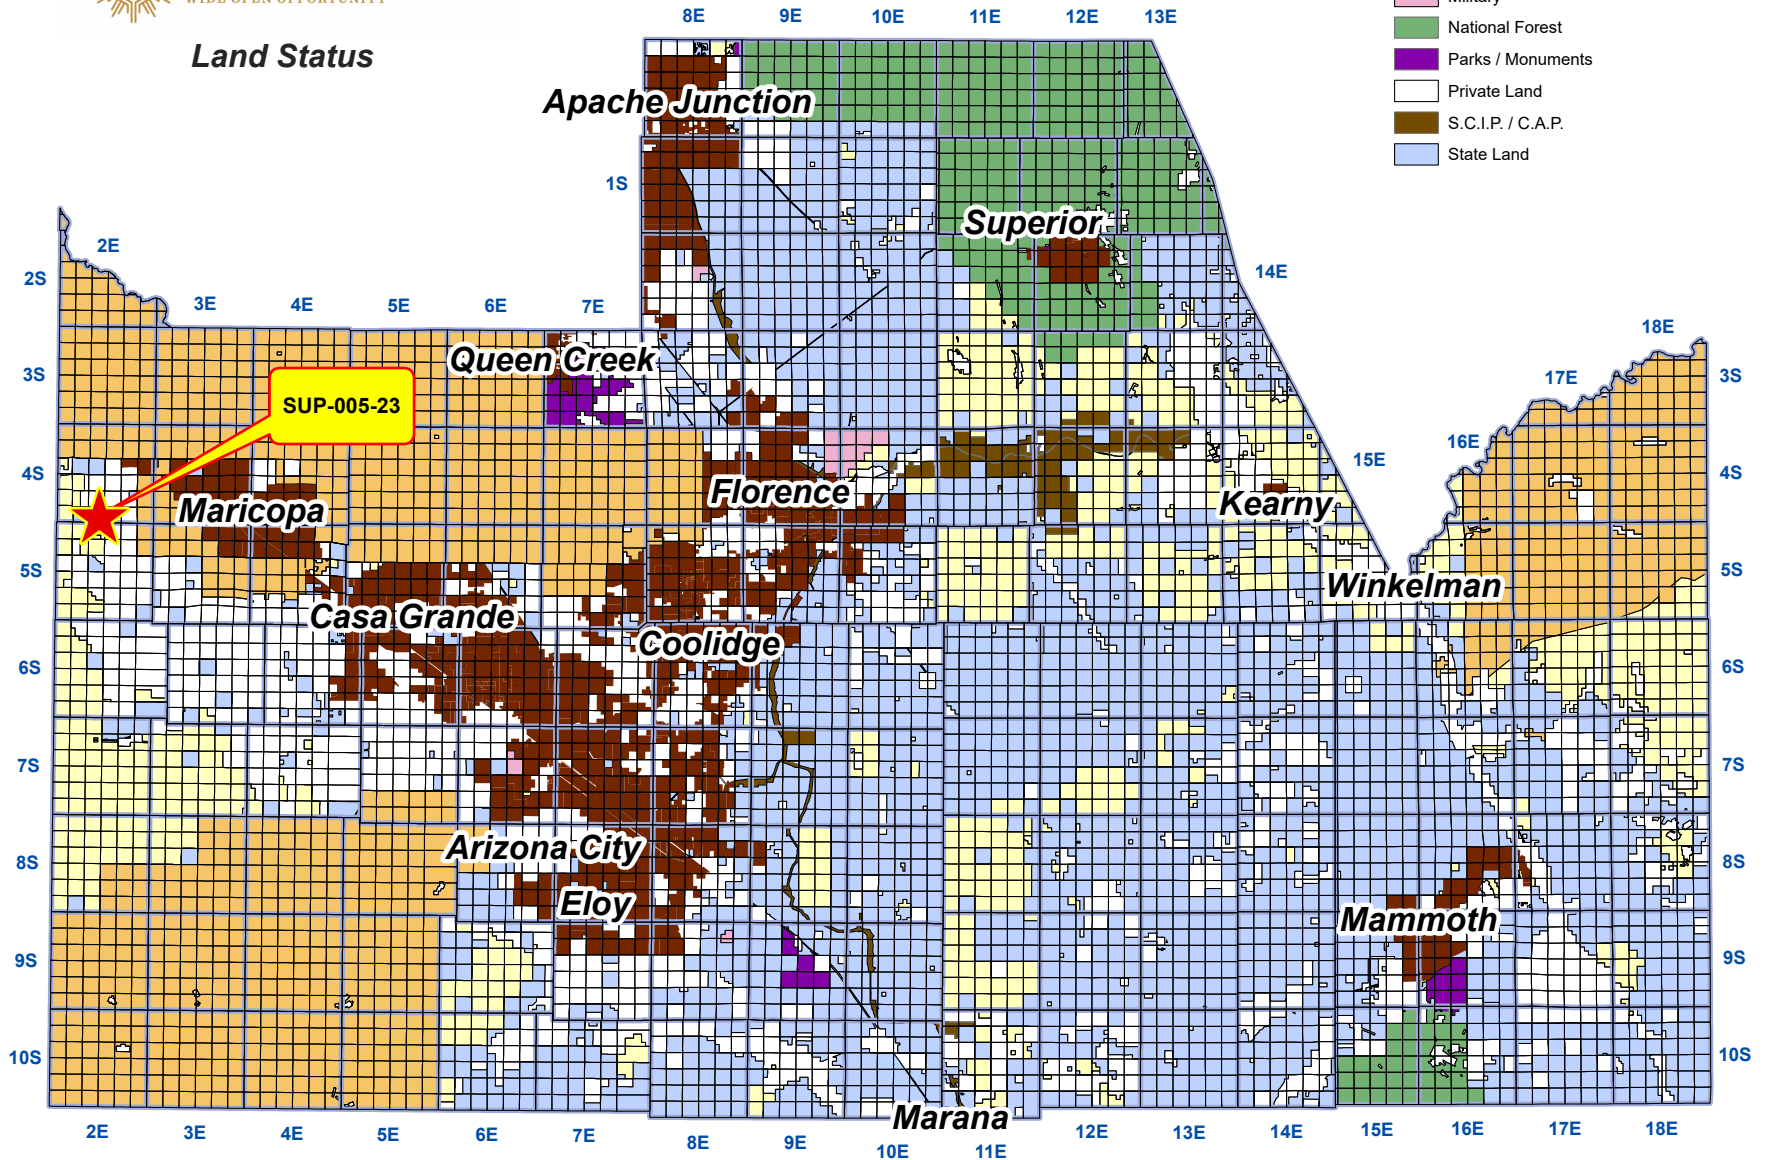 WIDE OPEN OPPORTUNITY
Land Status
Military
National Forest
Parks / Monuments
Private Land
S.C.I.P. / C.A.P.
State Land
8E 9E 10E 11E 12E 13E
Apache Junction
1S
Superior
2E
14E
2S
3E 4E 5E 6E 7E
18E
Queen Creek
3S
17E
3S
SUP-005-23
16E
15E
4S
4S
Florence
Kearny
Maricopa
5S
5S
Winkelman
Casa Grande
Coolidge
6S
6S
7S
7S
Arizona City
8S
8S
Eloy
Mammoth
9S
9S
10S
10S
Marana
2E 3E 4E 5E 6E 7E 8E 9E 10E 11E 12E 13E 14E 15E 16E 17E 18E